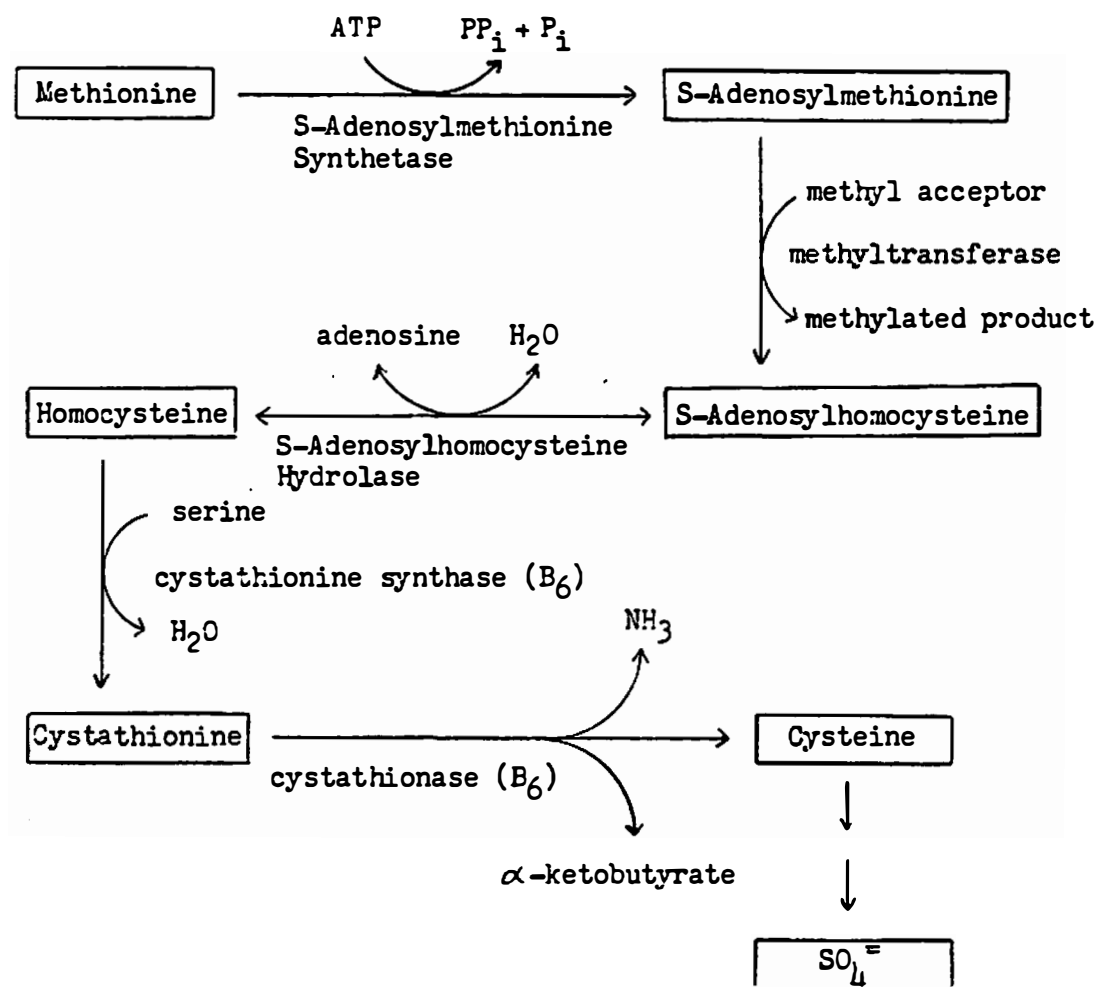 ATP PPi + Pi
Methionine
S-Adenosylmethionine
S-Adenosylmethionine
Synthetase
methyl acceptor
methyltransferase
methylated product
adenosine H2O
Homocysteine
S-Adenosylhomocysteine
S-Adenosylhomocysteine
Hydrolase
serine
cystathionine synthase (B6)
H2O
NH3
Cystathionine
Cysteine
cystathionase (B6)
α-ketobutyrate
SO4=